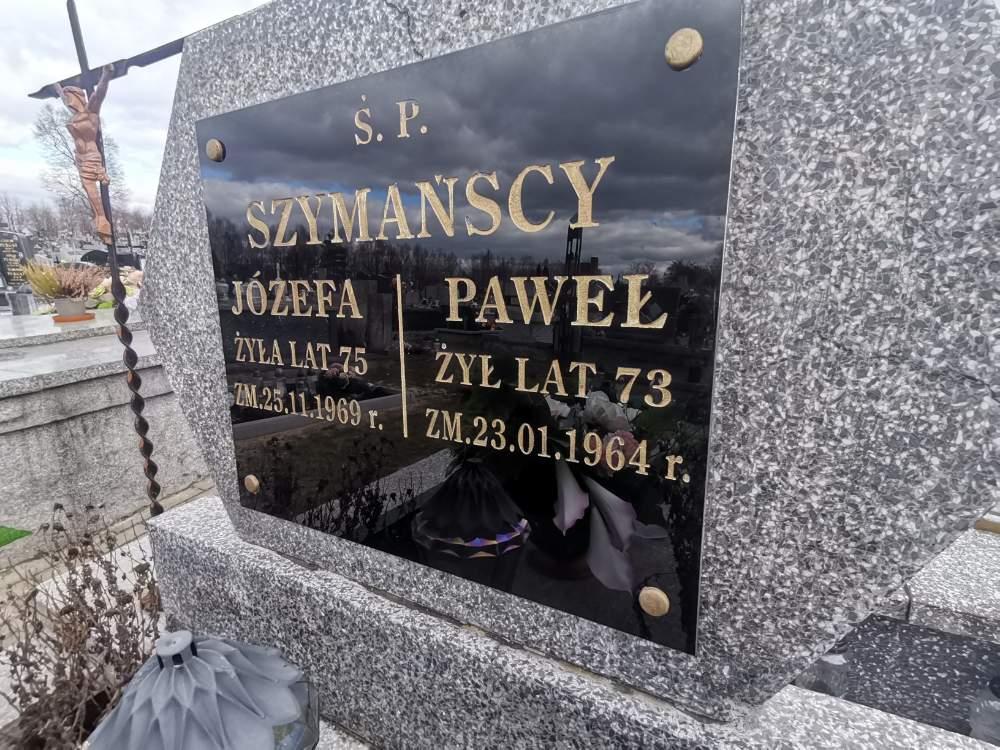 Ś. P.
SZYMAŃSCY
JÓZEFA
ŻYŁA LAT 75
ZM.25.11.1969 r.
PAWEŁ
ŻYŁ LAT 73
ZM.23.01.1964 r.